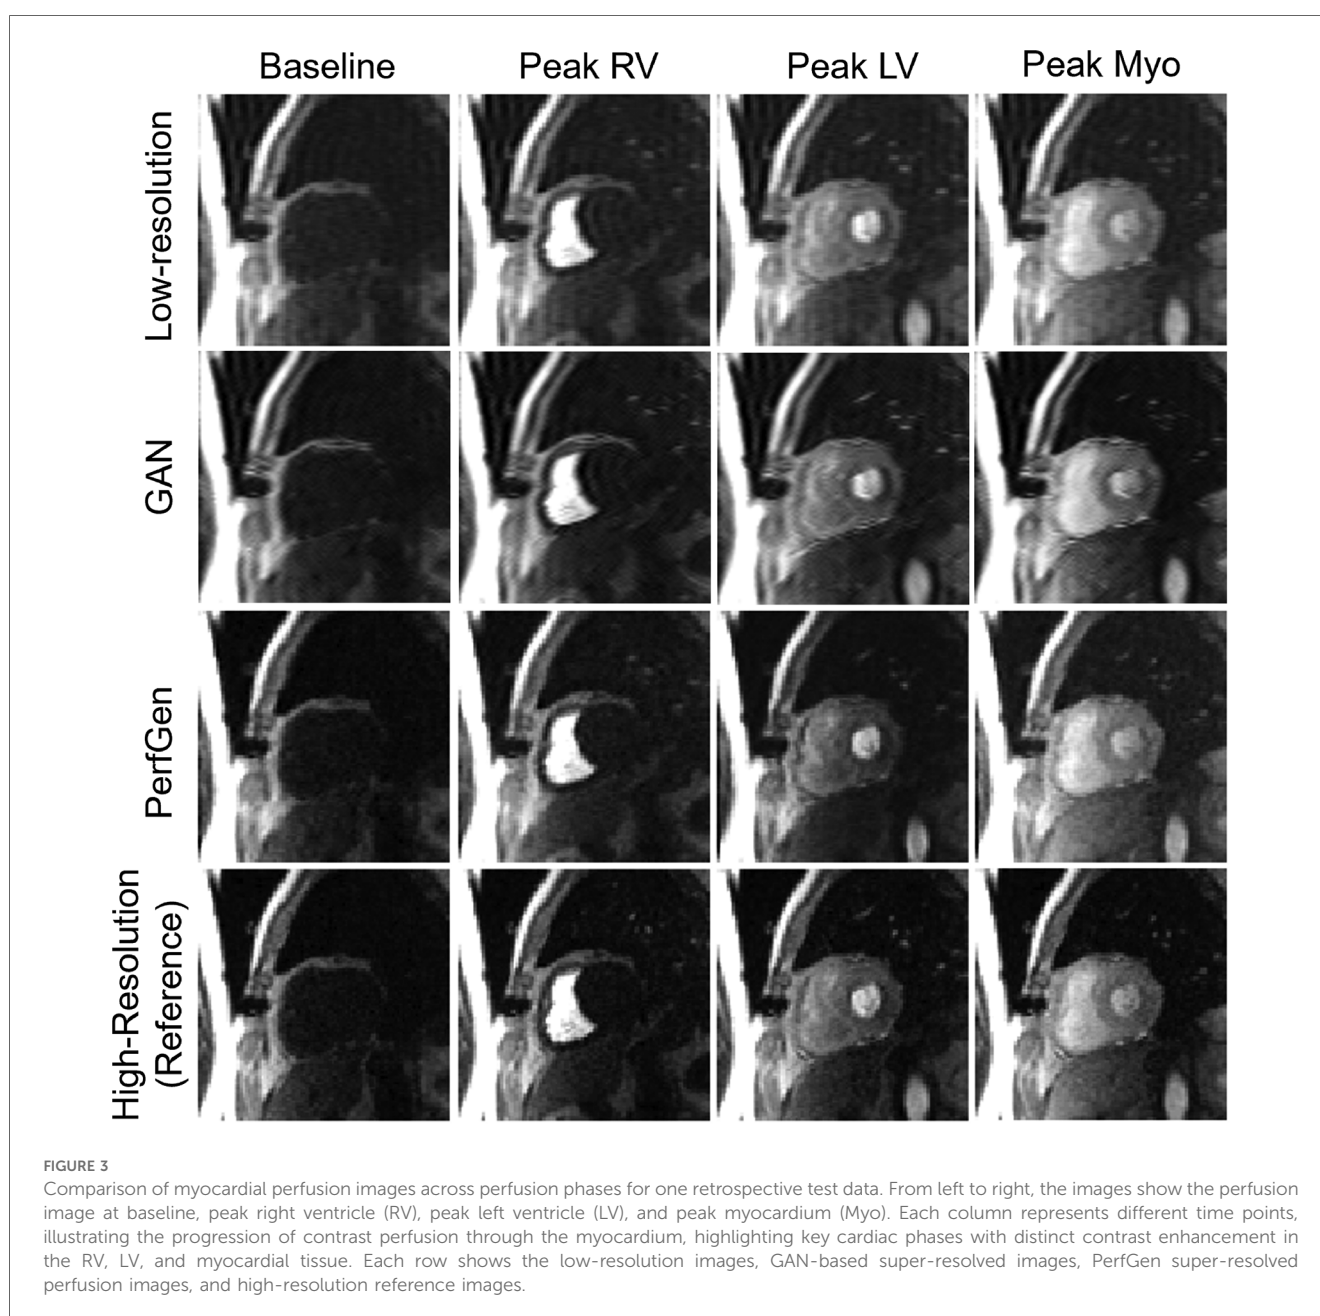 Baseline Peak RV Peak LV Peak Myo
Low-resolution
GAN
PerfGen
High-Resolution
(Reference)
FIGURE 3
Comparison of myocardial perfusion images across perfusion phases for one retrospective test data. From left to right, the images show the perfusion
image at baseline, peak right ventricle (RV), peak left ventricle (LV), and peak myocardium (Myo). Each column represents different time points,
illustrating the progression of contrast perfusion through the myocardium, highlighting key cardiac phases with distinct contrast enhancement in
the RV, LV, and myocardial tissue. Each row shows the low-resolution images, GAN-based super-resolved images, PerfGen super-resolved
perfusion images, and high-resolution reference images.